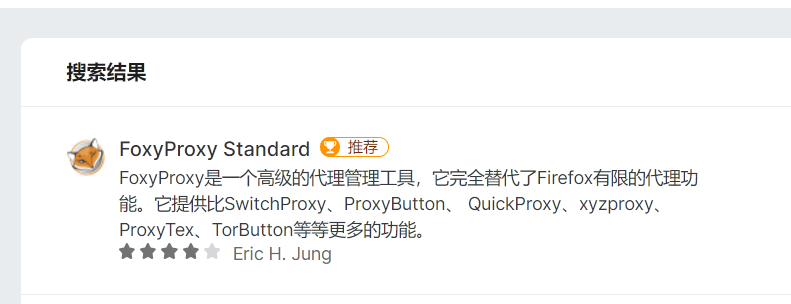 搜索结果
FoxyProxy Standard 推荐
FoxyProxy是一个高级的代理管理工具，它完全替代了Firefox有限的代理功
能。它提供比SwitchProxy、ProxyButton、 QuickProxy、xyzproxy、
ProxyTex、TorButton等等更多的功能。
Eric H. Jung